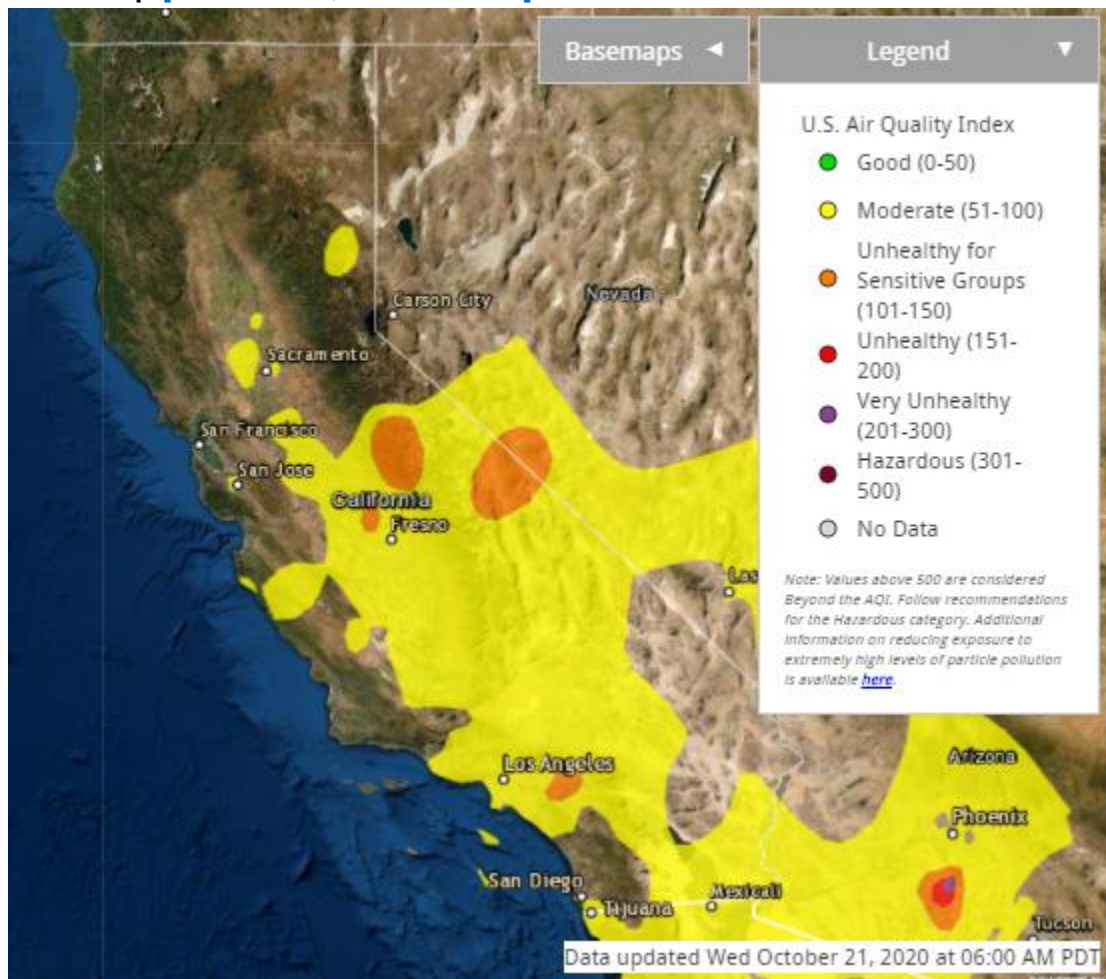 Basemaps
Legend
U.S. Air Quality Index
Good (0-50)
Moderate (51-100)
Unhealthy for
Sensitive Groups
(101-150)
Unhealthy (151-
200)
Very Unhealthy
(201-300)
Hazardous (301-
500)
No Data
Note: Values above 500 are considered
Beyond the AQI. Follow recommendations
for the Hazardous category. Additional
information on reducing exposure to
extremely high levels of particle pollution
is available here.
Carson City
Nevada
Sacramento
San Francisco
San Jose
California
Fresno
Las
Los Angeles
Arizona
Phoenix
San Diego
Tijuana
Mexicali
Tucson
Data updated Wed October 21, 2020 at 06:00 AM PDT